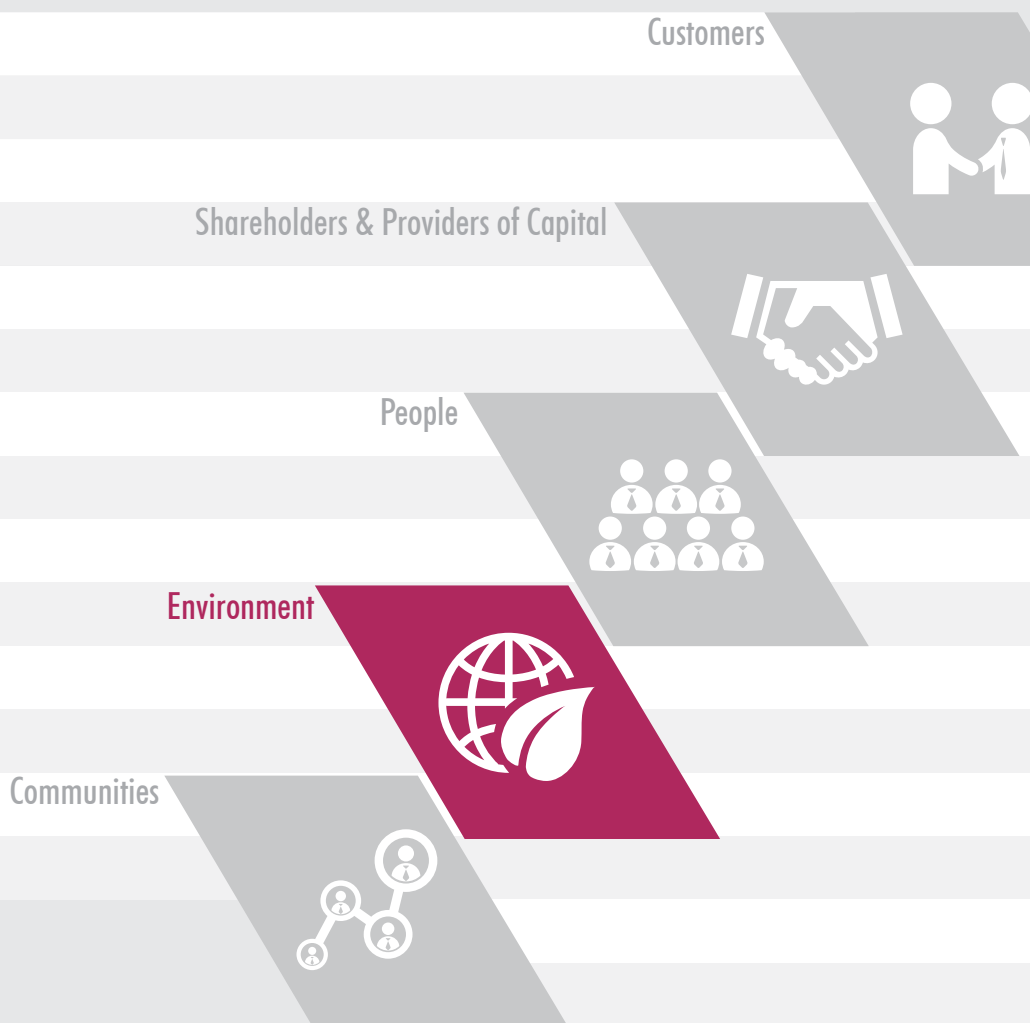 Customers
Shareholders & Providers of Capital
People
Environment
Communities